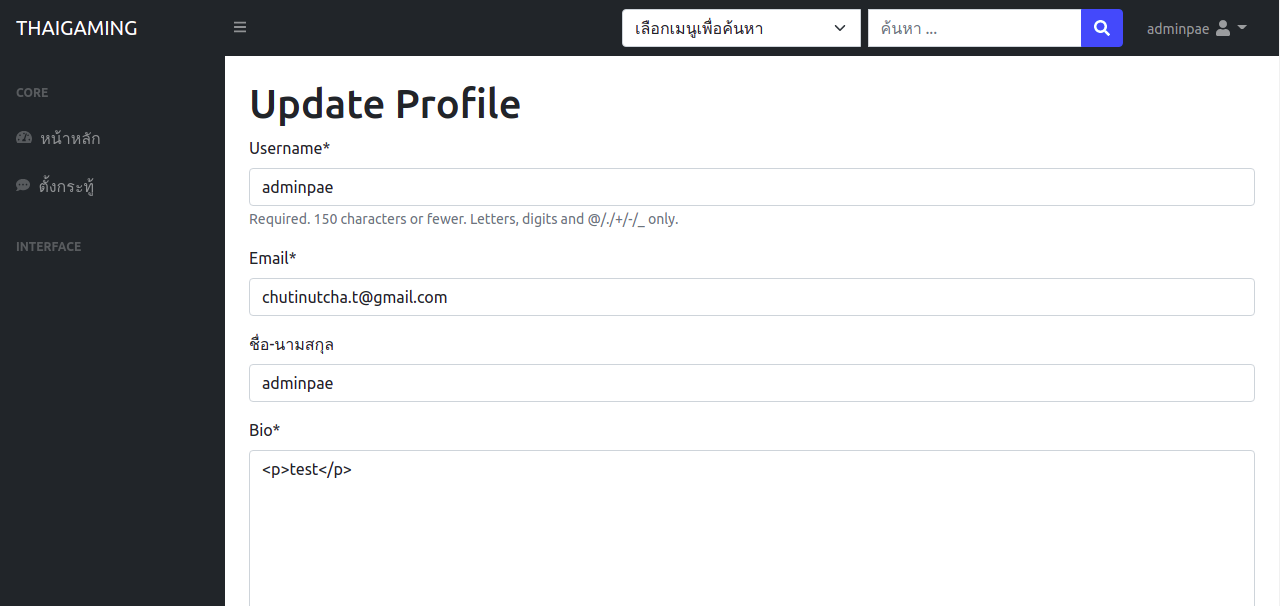 THAIGAMING
เลือกเมนูเพื่อค้นหา
ค้นหา ...
adminpae
CORE
หน้าหลัก
ตั้งกระทู้
INTERFACE
Update Profile
Username*
adminpae
Required. 150 characters or fewer. Letters, digits and @/./+/-/_ only.
Email*
chutinutcha.t@gmail.com
ชื่อ-นามสกุล
adminpae
Bio*
<p>test</p>